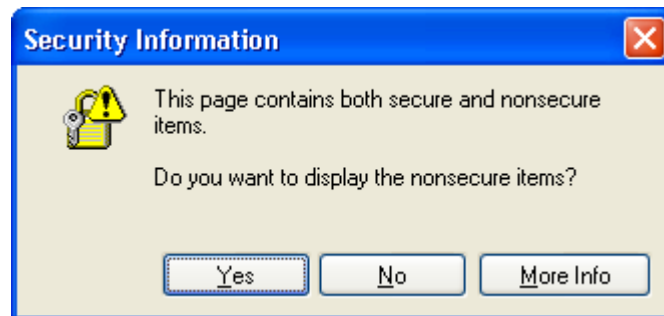 Security Information
This page contains both secure and nonsecure
items.
Do you want to display the nonsecure items?
Yes No More Info